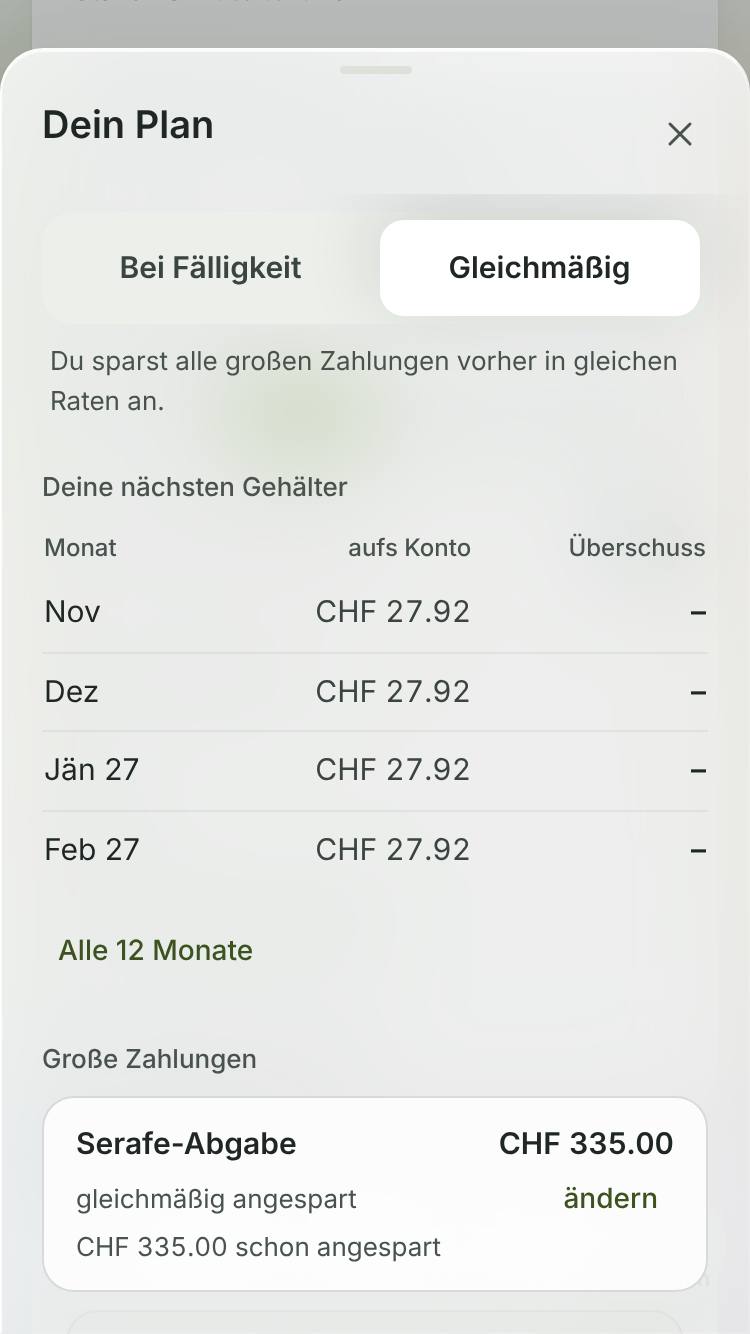 Dein Plan
Bei Fälligkeit
Gleichmäßig
Du sparst alle großen Zahlungen vorher in gleichen
Raten an.
Deine nächsten Gehälter
Monat aufs Konto Überschuss
Nov CHF 27.92 –
Dez CHF 27.92 –
Jän 27 CHF 27.92 –
Feb 27 CHF 27.92 –
Alle 12 Monate
Große Zahlungen
Serafe-Abgabe CHF 335.00
gleichmäßig angespart ändern
CHF 335.00 schon angespart